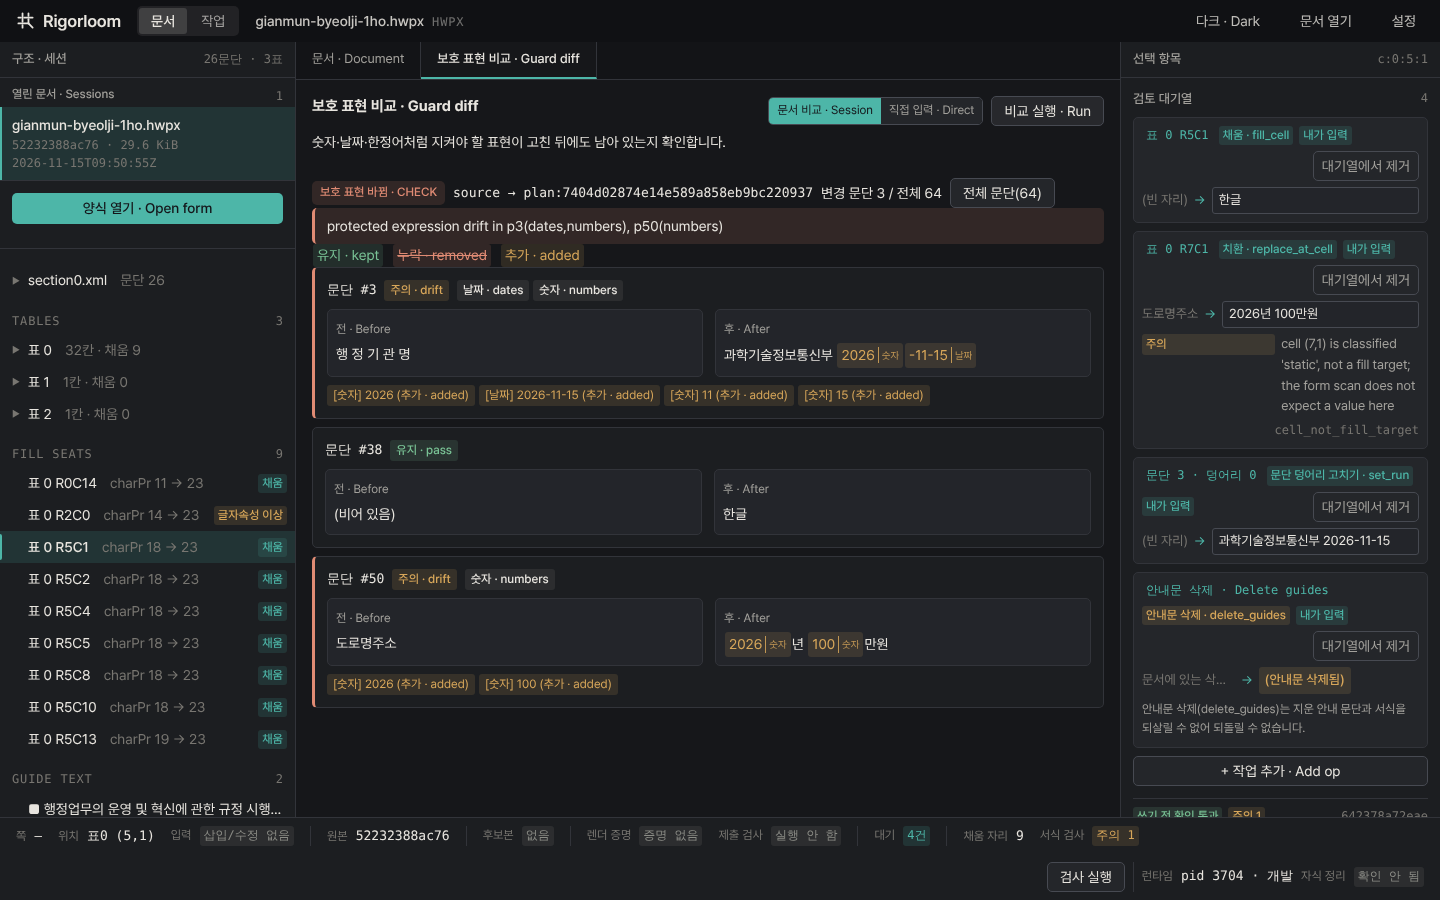 Rigorloom 문서 작업 gianmun-byeolji-1ho.hwpx HWPX 다크 · Dark 문서 열기 설정
구조 · 세션 26문단 · 3표
열린 문서 · Sessions 1
gianmun-byeolji-1ho.hwpx
52232388ac76 · 29.6 KiB
2026-11-15T09:50:55Z
양식 열기 · Open form
section0.xml 문단 26
TABLES 3
표 0 32칸 · 채움 9
표 1 1칸 · 채움 0
표 2 1칸 · 채움 0
FILL SEATS 9
표 0 R0C14 charPr 11 → 23 채움
표 0 R2C0 charPr 14 → 23 글자속성 이상
표 0 R5C1 charPr 18 → 23 채움
표 0 R5C2 charPr 18 → 23 채움
표 0 R5C4 charPr 18 → 23 채움
표 0 R5C5 charPr 18 → 23 채움
표 0 R5C8 charPr 18 → 23 채움
표 0 R5C10 charPr 18 → 23 채움
표 0 R5C13 charPr 19 → 23 채움
GUIDE TEXT 2
■ 행정업무의 운영 및 혁신에 관한 규정 시행...
문서 · Document 보호 표현 비교 · Guard diff
보호 표현 비교 · Guard diff 문서 비교 · Session 직접 입력 · Direct 비교 실행 · Run
숫자·날짜·한정어처럼 지켜야 할 표현이 고친 뒤에도 남아 있는지 확인합니다.
보호 표현 바뀜 · CHECK source → plan:7404d02874e14e589a858eb9bc220937 변경 문단 3 / 전체 64 전체 문단(64)
protected expression drift in p3(dates,numbers), p50(numbers)
유지 · kept 누락 · removed 추가 · added
문단 #3 주의 · drift 날짜 · dates 숫자 · numbers
전 · Before
행 정 기 관 명
후 · After
과학기술정보통신부 2026 숫자 -11-15 날짜
[숫자] 2026 (추가 · added) [날짜] 2026-11-15 (추가 · added) [숫자] 11 (추가 · added) [숫자] 15 (추가 · added)
문단 #38 유지 · pass
전 · Before
(비어 있음)
후 · After
한글
문단 #50 주의 · drift 숫자 · numbers
전 · Before
도로명주소
후 · After
2026 숫자 년 100 숫자 만원
[숫자] 2026 (추가 · added) [숫자] 100 (추가 · added)
선택 항목 c:0:5:1
검토 대기열 4
표 0 R5C1 채움 · fill_cell 내가 입력
대기열에서 제거
(빈 자리) → 한글
표 0 R7C1 치환 · replace_at_cell 내가 입력
대기열에서 제거
도로명주소 → 2026년 100만원
주의 cell (7,1) is classified
'static', not a fill target;
the form scan does not
expect a value here
cell_not_fill_target
문단 3 · 덩어리 0 문단 덩어리 고치기 · set_run
내가 입력 대기열에서 제거
(빈 자리) → 과학기술정보통신부 2026-11-15
안내문 삭제 · Delete guides
안내문 삭제 · delete_guides 내가 입력
대기열에서 제거
문서에 있는 삭... → (안내문 삭제됨)
안내문 삭제(delete_guides)는 지운 안내 문단과 서식을
되살릴 수 없어 되돌릴 수 없습니다.
+ 작업 추가 · Add op
쓰기 전 확인 통과 주의 1 642378a72eae
쪽 — 위치 표0 (5,1) 입력 삽입/수정 없음 원본 52232388ac76 후보본 없음 렌더 증명 증명 없음 제출 검사 실행 안 함 대기 4건 채움 자리 9 서식 검사 주의 1
검사 실행 런타임 pid 3704 · 개발 자식 정리 확인 안 됨